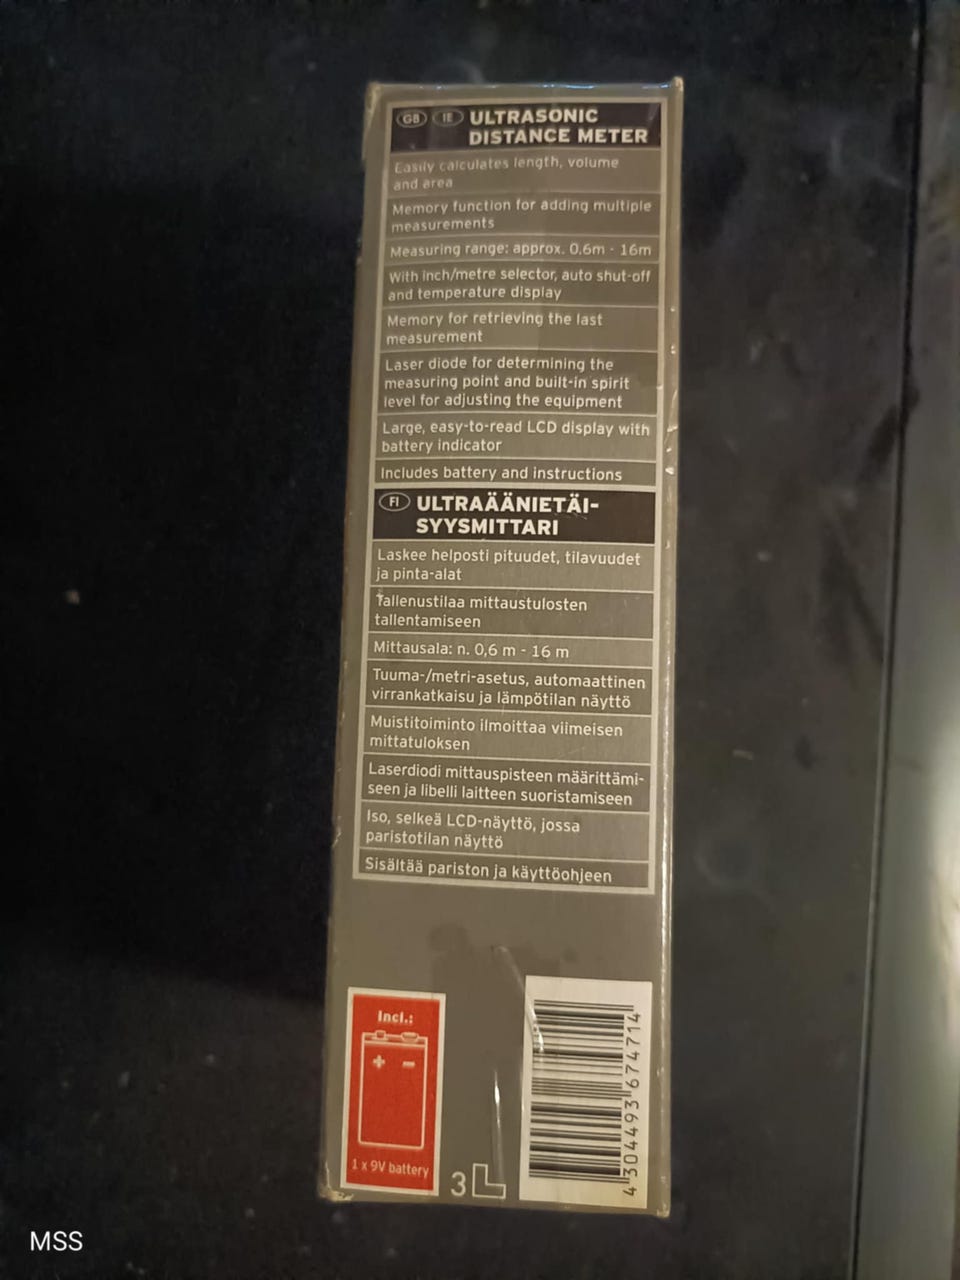 GB IE ULTRASONIC
DISTANCE METER
Easily calculates length, volume
and area
Memory function for adding multiple
measurements
Measuring range: approx. 0.6m - 16m
With inch/metre selector, auto shut-off
and temperature display
Memory for retrieving the last
measurement
Laser diode for determining the
measuring point and built-in spirit
level for adjusting the equipment
Large, easy-to-read LCD display with
battery indicator
Includes battery and instructions
FI ULTRAÄÄNIETÄI-
SYYSMITTARI
Laskee helposti pituudet, tilavuudet
ja pinta-alat
Tallenustilaa mittaustulosten
tallentamiseen
Mittausala: n. 0,6 m - 16 m
Tuuma-/metri-asetus, automaattinen
virrankatkaisu ja lämpötilan näyttö
Muistitoiminto ilmoittaa viimeisen
mittatuloksen
Laserdiodi mittauspisteen määrittämi-
seen ja libelli laitteen suoristamiseen
Iso, selkeä LCD-näyttö, jossa
paristotilan näyttö
Sisältää pariston ja käyttöohjeen
Incl.:
+ -
1 x 9V battery
3L
4 304493 674714
MSS